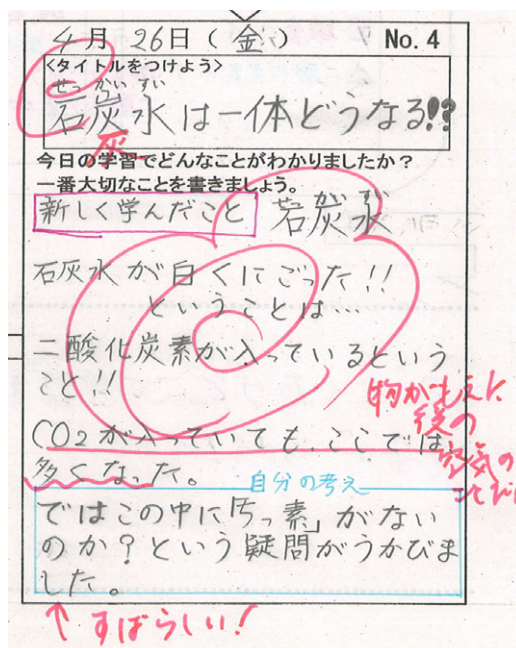 4月26日(金) No.4
<タイトルをつけよう>
せっ かい すい
石炭水は一体どうなる!?
灰
今日の学習でどんなことがわかりましたか?
一番大切なことを書きましょう。
新しく学んだこと 石炭水
石灰水が白くにごった!!
ということは…
二酸化炭素が入っているという
こと!!
物がもえた
後の
空気の
ことだ
CO2が入っていても、ここでは
多くなった。
自分の考え
ではこの中に「ちっ素」がない
のか?という疑問がうかびま
した。
↑すばらしい!